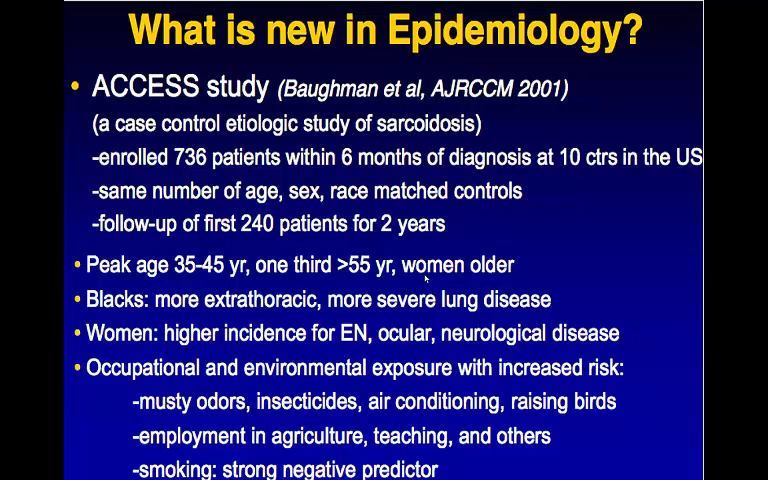 What is new in Epidemiology?
• ACCESS study (Baughman et al, AJRCCM 2001)
(a case control etiologic study of sarcoidosis)
-enrolled 736 patients within 6 months of diagnosis at 10 ctrs in the US
-same number of age, sex, race matched controls
-follow-up of first 240 patients for 2 years
• Peak age 35-45 yr, one third >55 yr, women older
• Blacks: more extrathoracic, more severe lung disease
• Women: higher incidence for EN, ocular, neurological disease
• Occupational and environmental exposure with increased risk:
-musty odors, insecticides, air conditioning, raising birds
-employment in agriculture, teaching, and others
-smoking: strong negative predictor